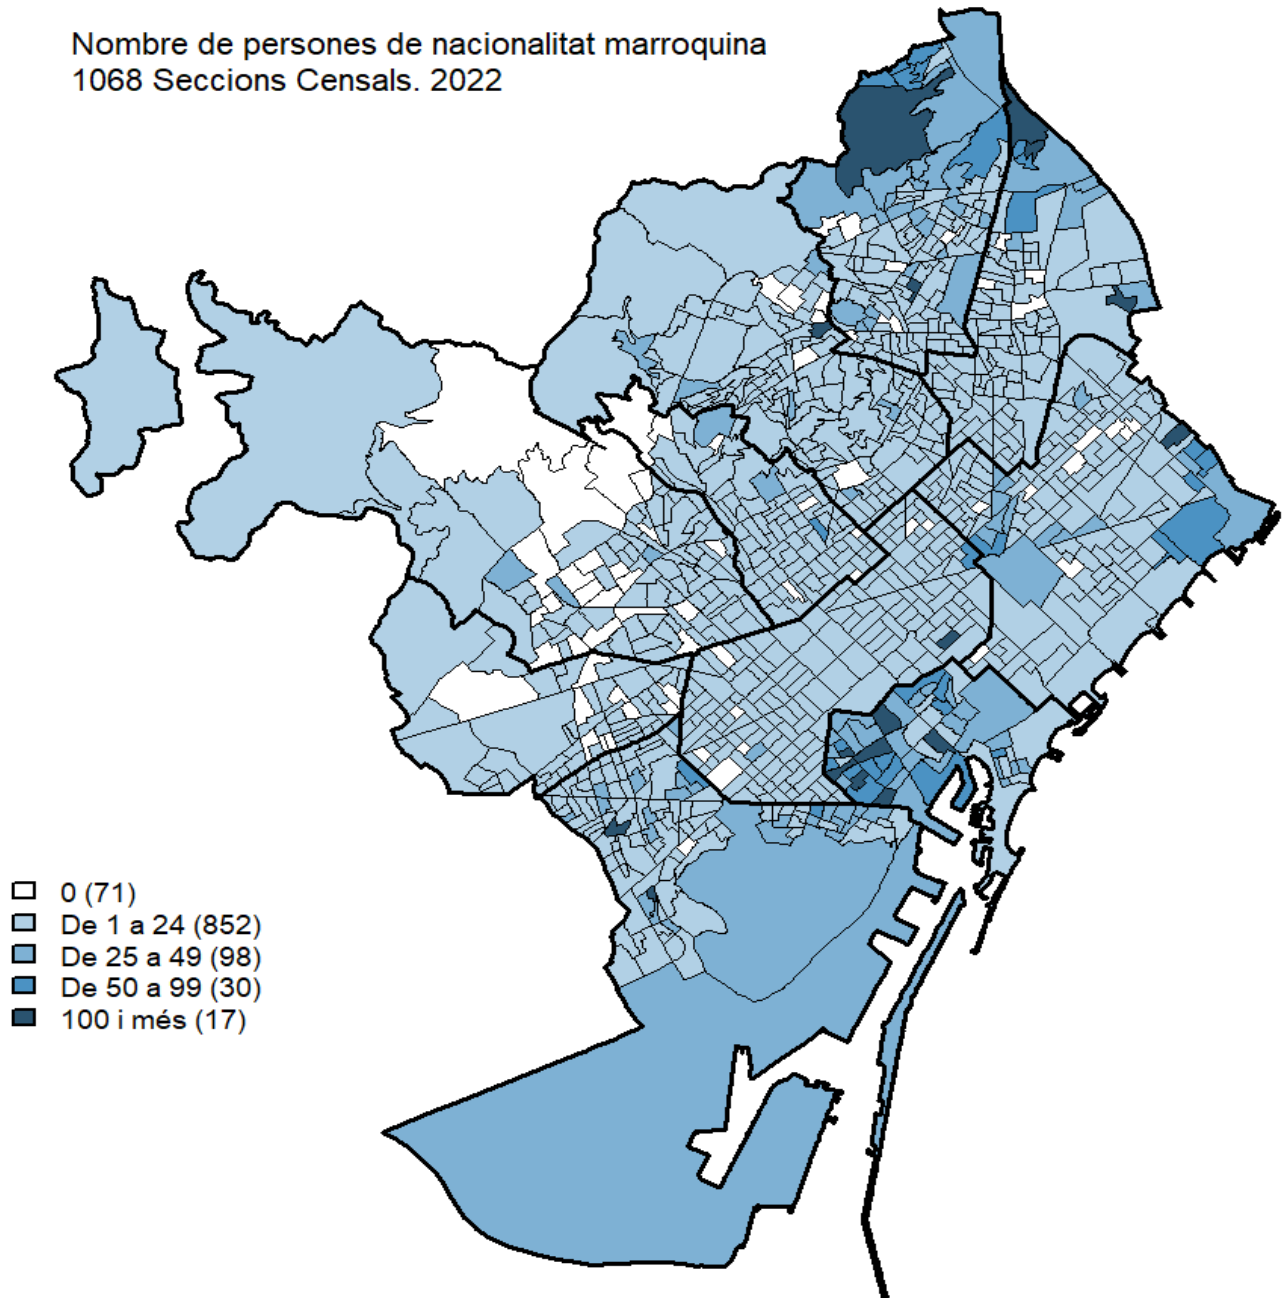 Nombre de persones de nacionalitat marroquina
1068 Seccions Censals. 2022
0 (71)
De 1 a 24 (852)
De 25 a 49 (98)
De 50 a 99 (30)
100 i més (17)